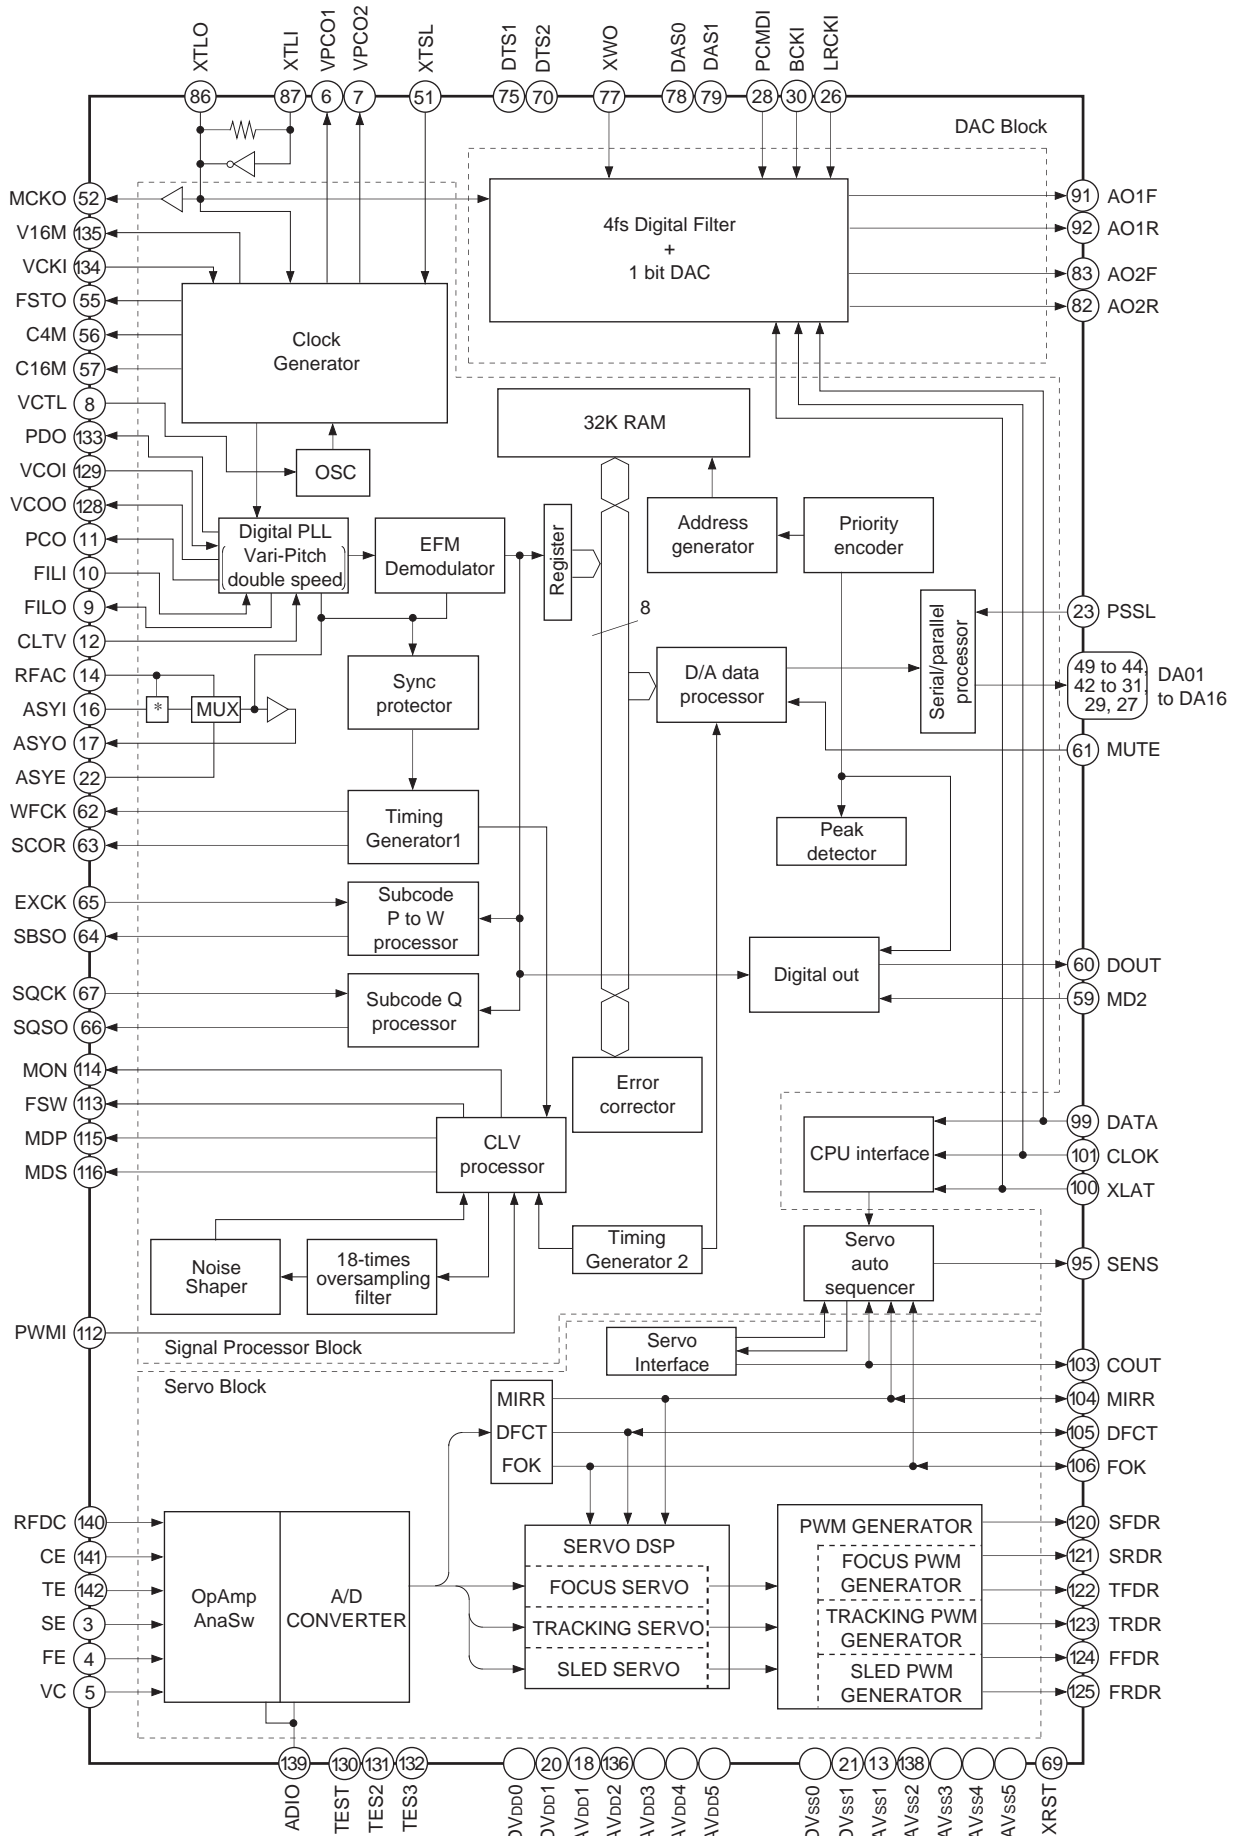 XTLO
XTLI
VPCO1
VPCO2
XTSL
DTS1
DTS2
XWO
DAS0
DAS1
PCMDI
BCKI
LRCKI
86
87
6
7
51
75
70
77
78
79
28
30
26
DAC Block
MCKO 52
V16M 135
VCKI 134
FSTO 55
C4M 56
C16M 57
VCTL 8
PDO 133
VCOI 129
VCOO 128
PCO 11
FILI 10
FILO 9
CLTV 12
RFAC 14
ASYI 16
ASYO 17
ASYE 22
WFCK 62
SCOR 63
EXCK 65
SBSO 64
SQCK 67
SQSO 66
MON 114
FSW 113
MDP 115
MDS 116
PWMI 112
4fs Digital Filter
+
1 bit DAC
91 AO1F
92 AO1R
83 AO2F
82 AO2R
Clock
Generator
OSC
32K RAM
Digital PLL
Vari-Pitch
double speed
EFM
Demodulator
Register
Address
generator
Priority
encoder
8
Serial/parallel
processor
23 PSSL
49 to 44,
42 to 31,
29, 27
DA01
to DA16
61 MUTE
*
MUX
Sync
protector
D/A data
processor
Timing
Generator1
Peak
detector
Subcode
P to W
processor
Subcode Q
processor
Digital out
60 DOUT
59 MD2
Error
corrector
CLV
processor
CPU interface
99 DATA
101 CLOK
100 XLAT
Noise
Shaper
18-times
oversampling
filter
Timing
Generator 2
Servo
auto
sequencer
95 SENS
Signal Processor Block
Servo
Interface
103 COUT
Servo Block
MIRR
DFCT
FOK
104 MIRR
105 DFCT
106 FOK
RFDC 140
CE 141
TE 142
SE 3
FE 4
VC 5
OpAmp
AnaSw
A/D
CONVERTER
SERVO DSP
FOCUS SERVO
TRACKING SERVO
SLED SERVO
PWM GENERATOR
FOCUS PWM
GENERATOR
TRACKING PWM
GENERATOR
SLED PWM
GENERATOR
120 SFDR
121 SRDR
122 TFDR
123 TRDR
124 FFDR
125 FRDR
139
130
131
132
20
18
136
21
13
138
69
ADIO
TEST
TES2
TES3
DVDD0
DVDD1
AVDD1
AVDD2
AVDD3
AVDD4
AVDD5
DVSS0
DVSS1
AVSS1
AVSS2
AVSS3
AVSS4
AVSS5
XRST